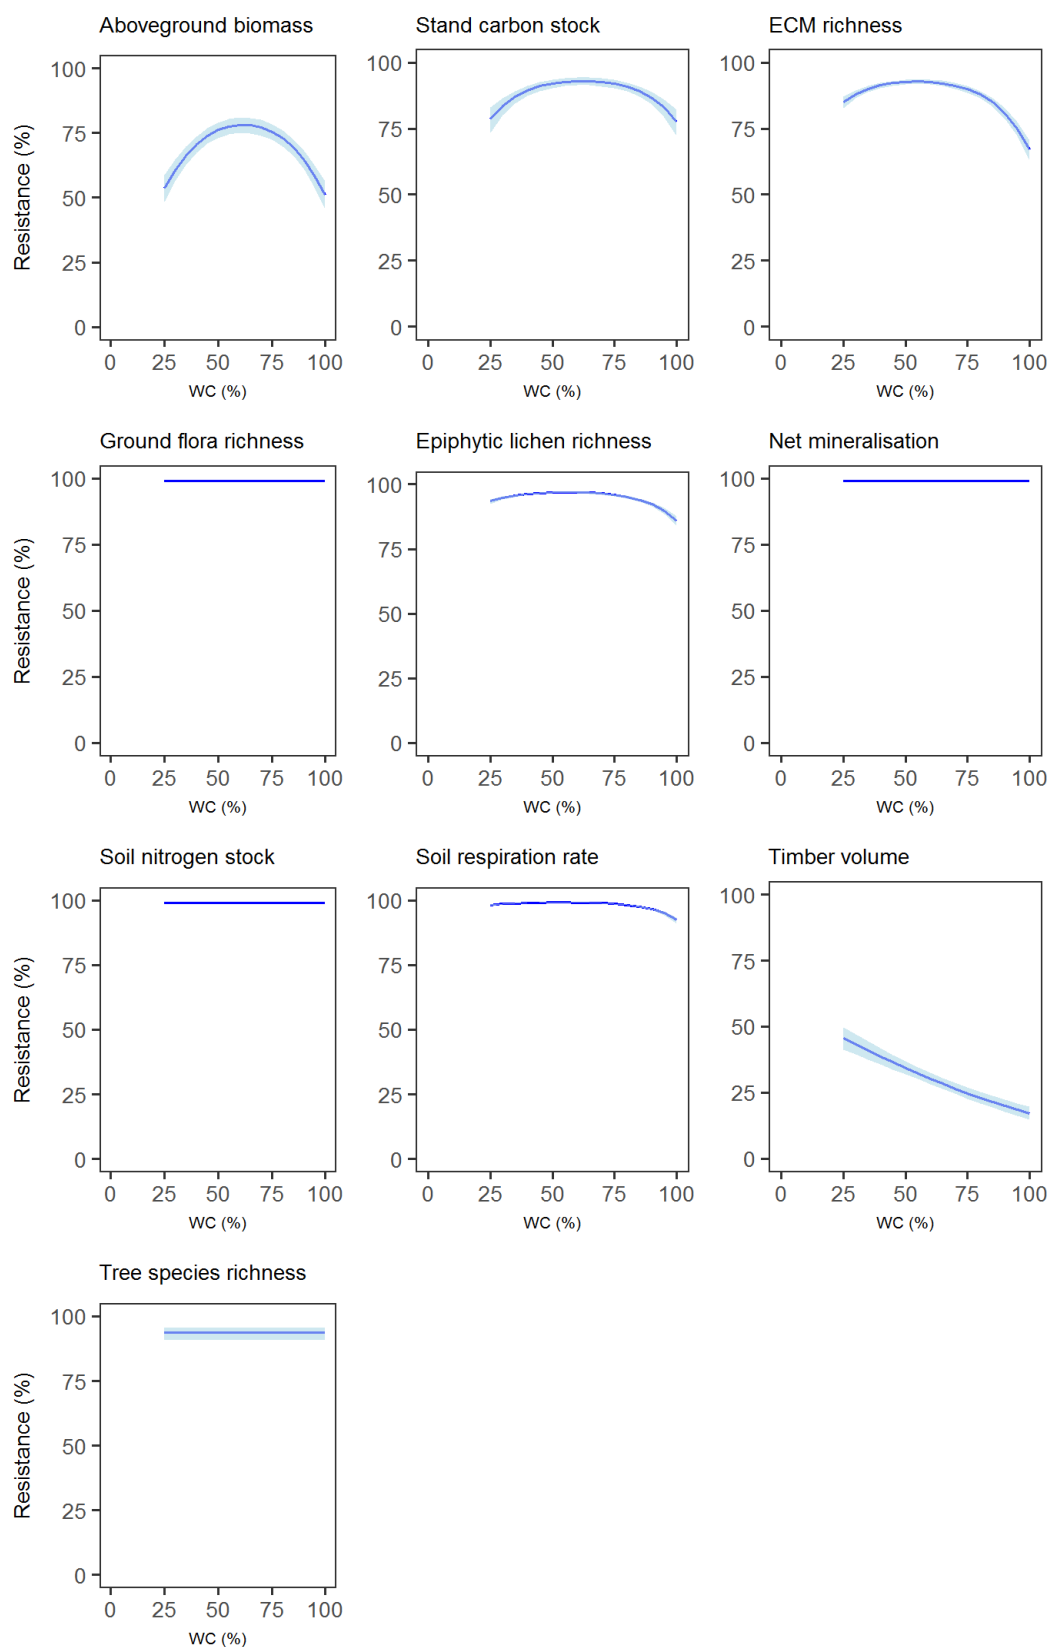 Aboveground biomass
Stand carbon stock
ECM richness
Resistance (%)
100
75
50
25
0
0 25 50 75 100
WC (%)
100
75
50
25
0
0 25 50 75 100
WC (%)
100
75
50
25
0
0 25 50 75 100
WC (%)
Ground flora richness
Epiphytic lichen richness
Net mineralisation
Resistance (%)
100
75
50
25
0
0 25 50 75 100
WC (%)
100
75
50
25
0
0 25 50 75 100
WC (%)
100
75
50
25
0
0 25 50 75 100
WC (%)
Soil nitrogen stock
Soil respiration rate
Timber volume
Resistance (%)
100
75
50
25
0
0 25 50 75 100
WC (%)
100
75
50
25
0
0 25 50 75 100
WC (%)
100
75
50
25
0
0 25 50 75 100
WC (%)
Tree species richness
Resistance (%)
100
75
50
25
0
0 25 50 75 100
WC (%)